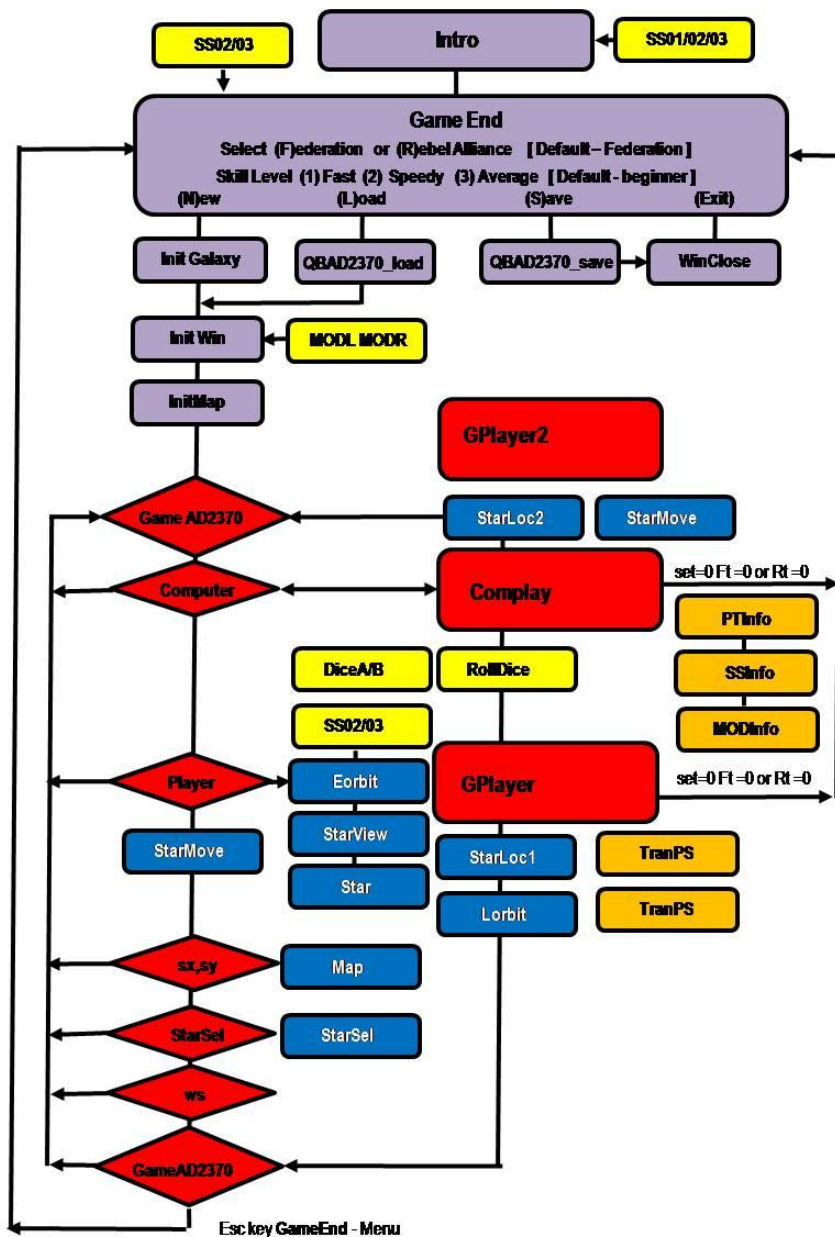 SS02/03
Intro
SS01/02/03
Game End
Select (F)ederation or (R)ebel Alliance [ Default – Federation ]
Skill Level (1) Fast (2) Speedy (3) Average [ Default - beginner ]
(N)ew
(L)oad
(S)ave
(Exit)
Init Galaxy
QBAD2370_load
QBAD2370_save
WinClose
Init Win
MODL MODR
InitMap
GPlayer2
Game AD2370
StarLoc2
StarMove
Computer
Complay
set=0 Ft =0 or Rt =0
PTInfo
DiceA/B
RollDice
SSInfo
SS02/03
MODInfo
Player
Eorbit
GPlayer
set=0 Ft =0 or Rt =0
StarMove
StarView
StarLoc1
TranPS
Star
Lorbit
TranPS
sx,sy
Map
StarSel
StarSel
ws
GameAD2370
Esc key GameEnd - Menu